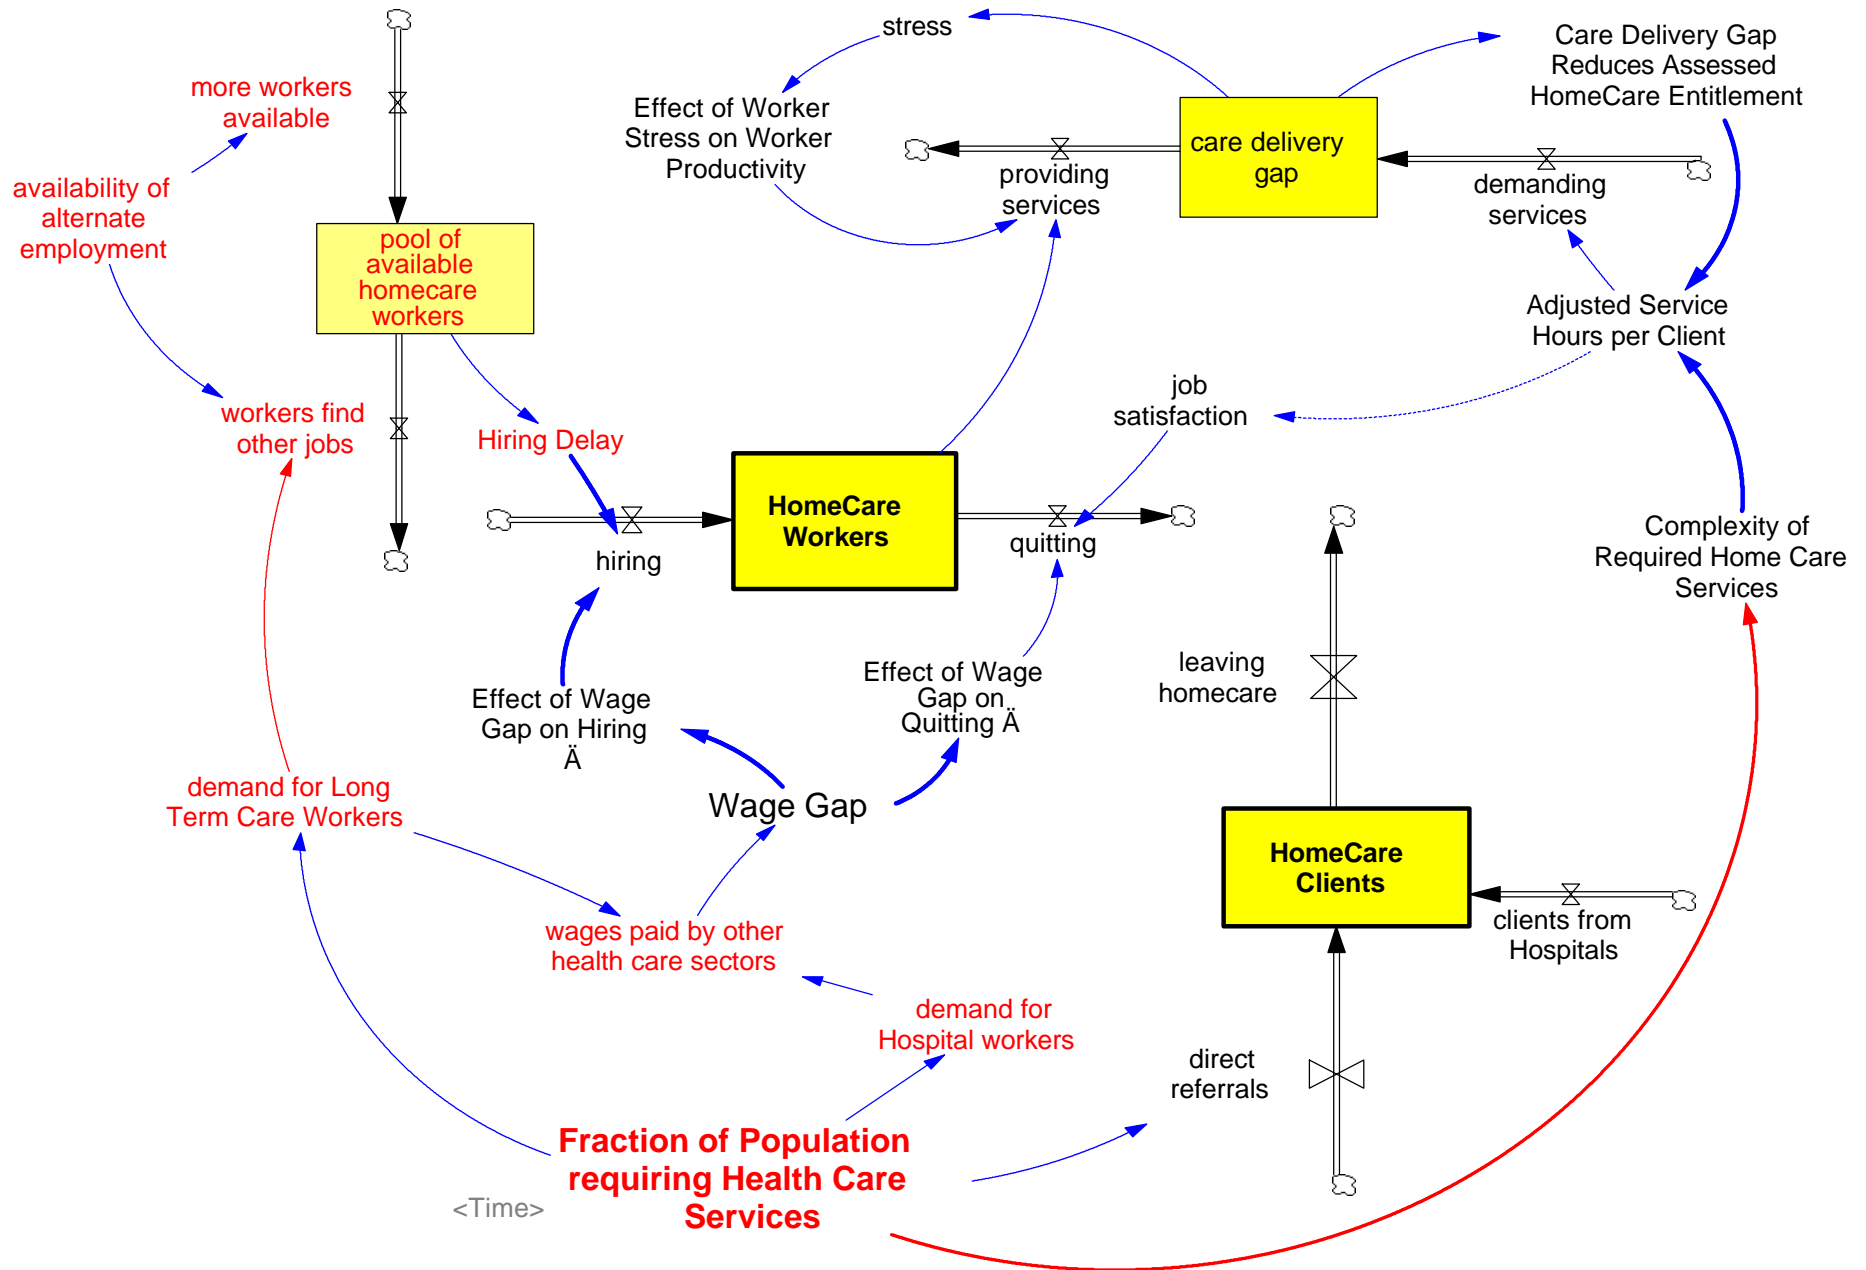 stress
Care Delivery Gap
Reduces Assessed
HomeCare Entitlement
more workers
available
Effect of Worker
Stress on Worker
Productivity
care delivery
gap
providing
services
demanding
services
availability of
alternate
employment
pool of
available
homecare
workers
Adjusted Service
Hours per Client
job
satisfaction
workers find
other jobs
Hiring Delay
HomeCare
Workers
hiring
quitting
Complexity of
Required Home Care
Services
leaving
homecare
Effect of Wage
Gap on Hiring
Ä
Effect of Wage
Gap on
Quitting Ä
demand for Long
Term Care Workers
Wage Gap
HomeCare
Clients
clients from
Hospitals
wages paid by other
health care sectors
demand for
Hospital workers
direct
referrals
Fraction of Population
requiring Health Care
Services
<Time>